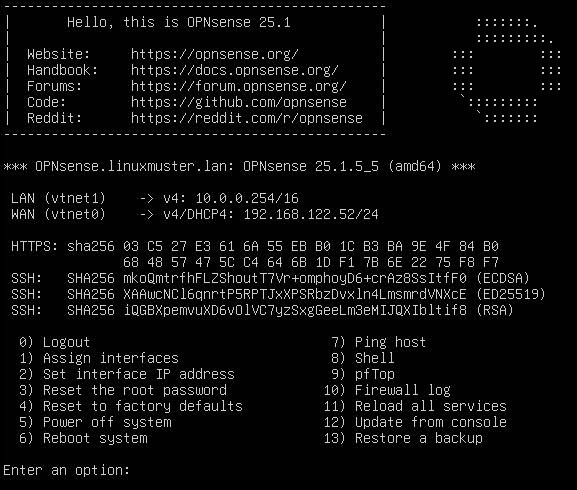 -----------------------------------------------
|      Hello, this is OPNsense 25.1           |           :::::::.
|                                             |           :::::::::.
|  Website:     https://opnsense.org/         |        :::        :::
|  Handbook:    https://docs.opnsense.org/    |        :::        :::
|  Forums:      https://forum.opnsense.org/   |        :::        :::
|  Code:        https://github.com/opnsense   |         `:::::::::
|  Reddit:      https://reddit.com/r/opnsense |           `:::::::
-----------------------------------------------
*** OPNsense.linuxmuster.lan: OPNsense 25.1.5_5 (amd64) ***
LAN (vtnet1)    -> v4: 10.0.0.254/16
WAN (vtnet0)    -> v4/DHCP4: 192.168.122.52/24
HTTPS: sha256 03 C5 27 E3 61 6A 55 EB B0 1C B3 BA 9E 4F 84 B0
              68 48 57 47 5C C4 64 6B 1D F1 7B 6E 22 75 F8 F7
SSH:   SHA256 mkoQmtrfhFLZShoutT7Vr+omphoyD6+crAz8SsItfF0 (ECDSA)
SSH:   SHA256 XAAwcNCl6qnrtP5RPTJxXPSRbzDvxln4LmsmrdVNXcE (ED25519)
SSH:   SHA256 iQGBXpemvuXD6vOlVC7yzSxgGeeLm3eMIJQXIbltif8 (RSA)
0) Logout                              7) Ping host
1) Assign interfaces                   8) Shell
2) Set interface IP address            9) pfTop
3) Reset the root password            10) Firewall log
4) Reset to factory defaults          11) Reload all services
5) Power off system                   12) Update from console
6) Reboot system                      13) Restore a backup
Enter an option: